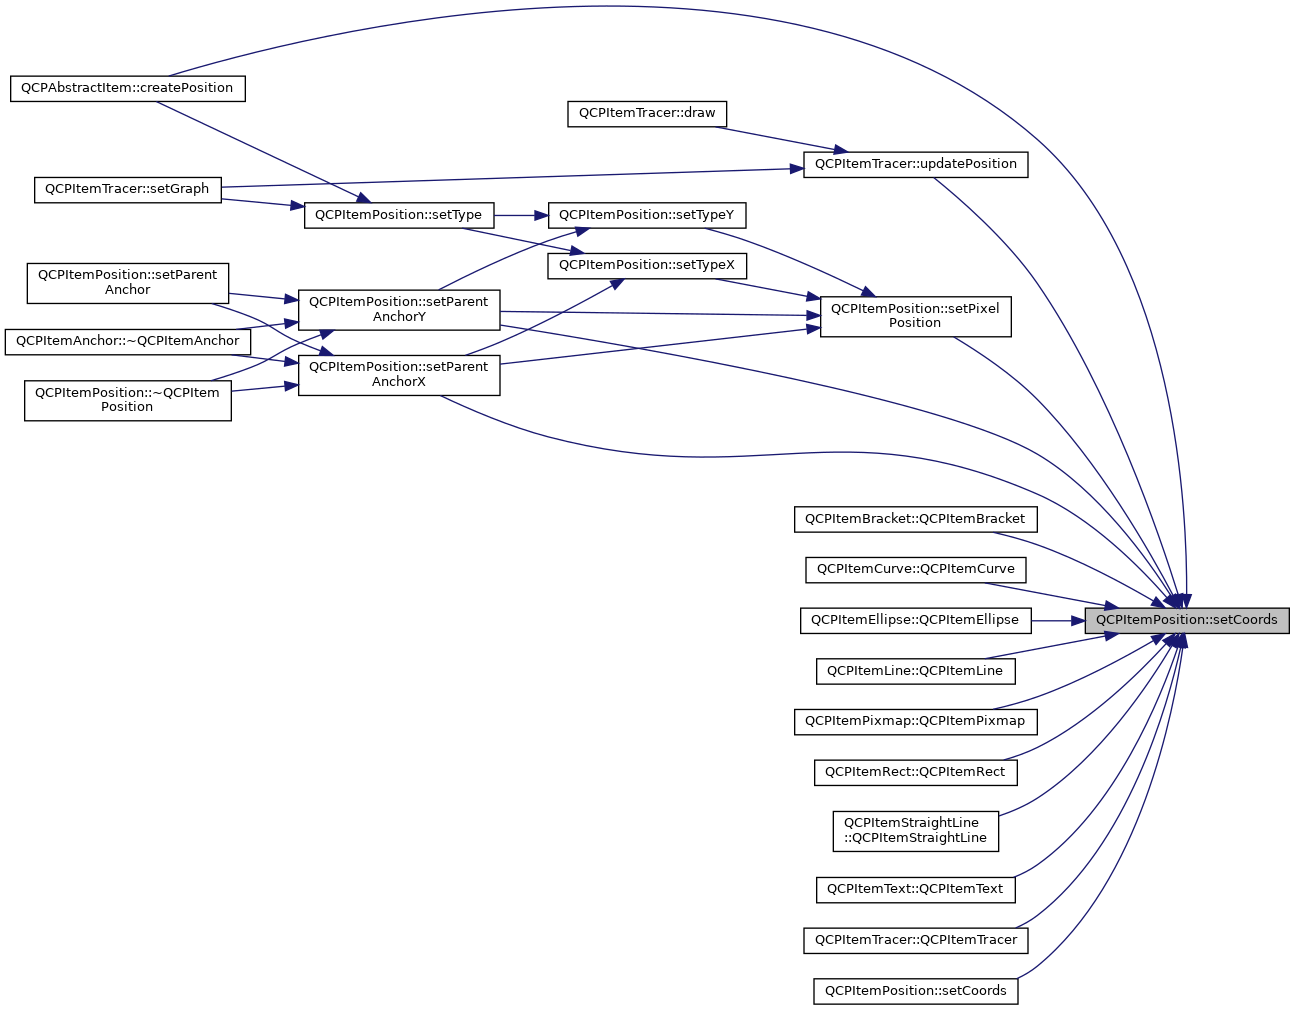 QCPAbstractItem::createPosition
QCPItemTracer::draw
QCPItemTracer::updatePosition
QCPItemTracer::setGraph
QCPItemPosition::setType
QCPItemPosition::setTypeY
QCPItemPosition::setTypeX
QCPItemPosition::setParent
Anchor
QCPItemPosition::setParent
AnchorY
QCPItemPosition::setPixel
Position
QCPItemAnchor::~QCPItemAnchor
QCPItemPosition::setParent
AnchorX
QCPItemPosition::~QCPItem
Position
QCPItemBracket::QCPItemBracket
QCPItemCurve::QCPItemCurve
QCPItemEllipse::QCPItemEllipse
QCPItemPosition::setCoords
QCPItemLine::QCPItemLine
QCPItemPixmap::QCPItemPixmap
QCPItemRect::QCPItemRect
QCPItemStraightLine
::QCPItemStraightLine
QCPItemText::QCPItemText
QCPItemTracer::QCPItemTracer
QCPItemPosition::setCoords